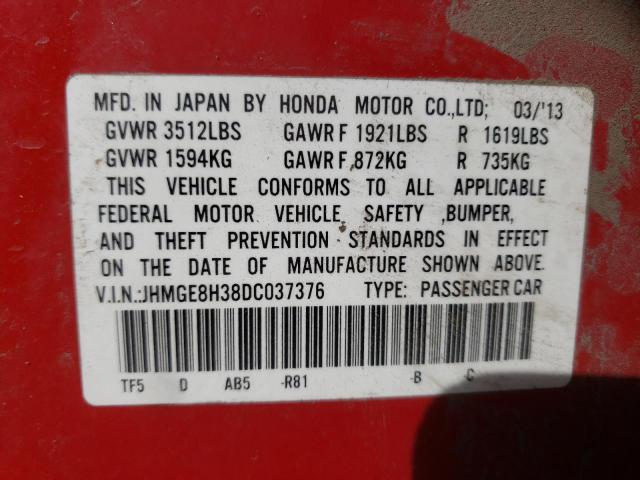 MFD. IN JAPAN BY HONDA MOTOR CO.,LTD; 03/'13
GVWR 3512LBS GAWR F 1921LBS R 1619LBS
GVWR 1594KG GAWR F 872KG R 735KG
THIS VEHICLE CONFORMS TO ALL APPLICABLE
FEDERAL MOTOR VEHICLE SAFETY ,BUMPER,
AND THEFT PREVENTION STANDARDS IN EFFECT
ON THE DATE OF MANUFACTURE SHOWN ABOVE.
V.I.N.:JHMGE8H38DC037376 TYPE: PASSENGER CAR
TF5 D AB5 -R81 -B C